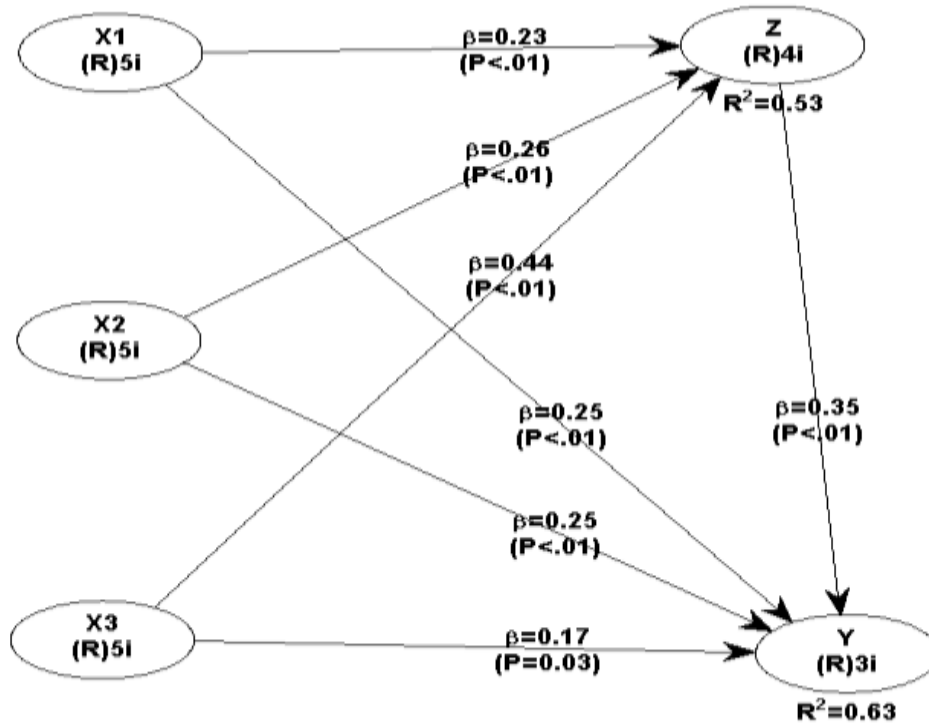 X1
(R)5i
β=0.23
(P<.01)
Z
(R)4i
R²=0.53
β=0.26
(P<.01)
β=0.44
(P<.01)
X2
(R)5i
β=0.25
(P<.01)
β=0.35
(P<.01)
β=0.25
(P<.01)
X3
(R)5i
β=0.17
(P=0.03)
Y
(R)3i
R²=0.63